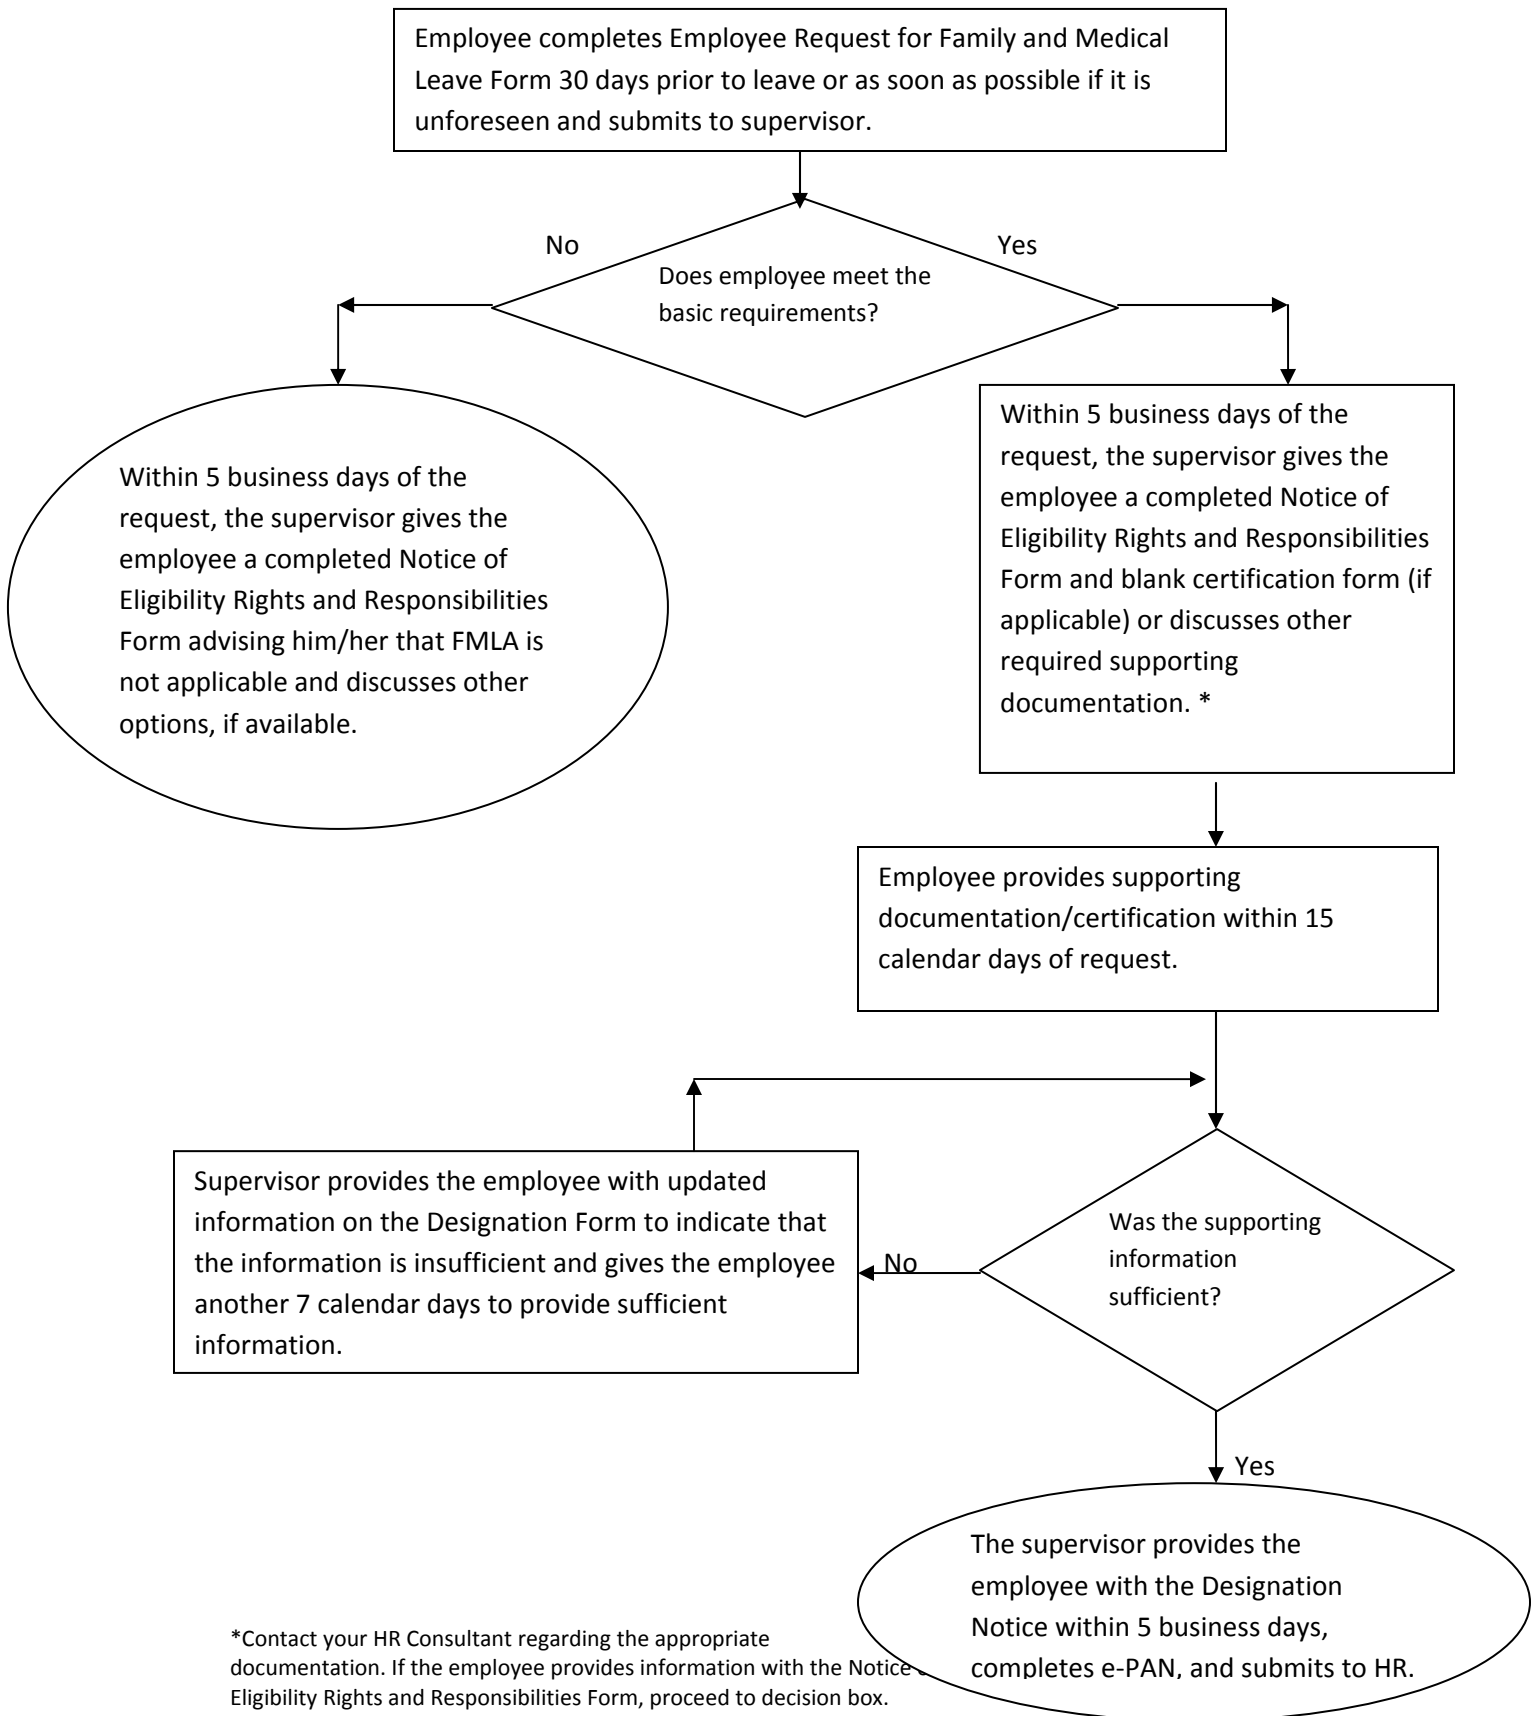 Employee completes Employee Request for Family and Medical
Leave Form 30 days prior to leave or as soon as possible if it is
unforeseen and submits to supervisor.
No
Yes
Does employee meet the
basic requirements?
Within 5 business days of the
request, the supervisor gives the
employee a completed Notice of
Eligibility Rights and Responsibilities
Form advising him/her that FMLA is
not applicable and discusses other
options, if available.
Within 5 business days of the
request, the supervisor gives the
employee a completed Notice of
Eligibility Rights and Responsibilities
Form and blank certification form (if
applicable) or discusses other
required supporting
documentation. *
Employee provides supporting
documentation/certification within 15
calendar days of request.
Supervisor provides the employee with updated
information on the Designation Form to indicate that
the information is insufficient and gives the employee
another 7 calendar days to provide sufficient
information.
No
Was the supporting
information
sufficient?
Yes
The supervisor provides the
employee with the Designation
Notice within 5 business days,
completes e-PAN, and submits to HR.
*Contact your HR Consultant regarding the appropriate
documentation. If the employee provides information with the Notice
Eligibility Rights and Responsibilities Form, proceed to decision box.